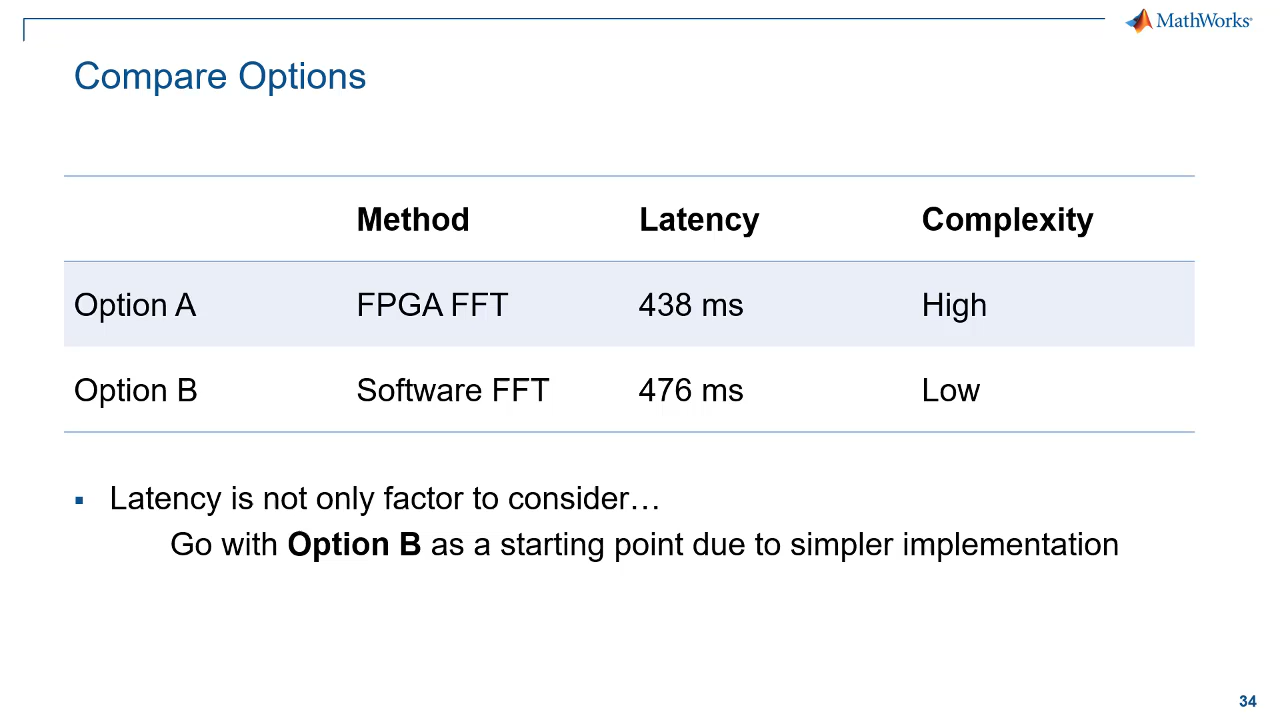 MathWorks®
Compare Options
Method Latency Complexity
Option A FPGA FFT 438 ms High
Option B Software FFT 476 ms Low
▪ Latency is not only factor to consider…
Go with Option B as a starting point due to simpler implementation
34